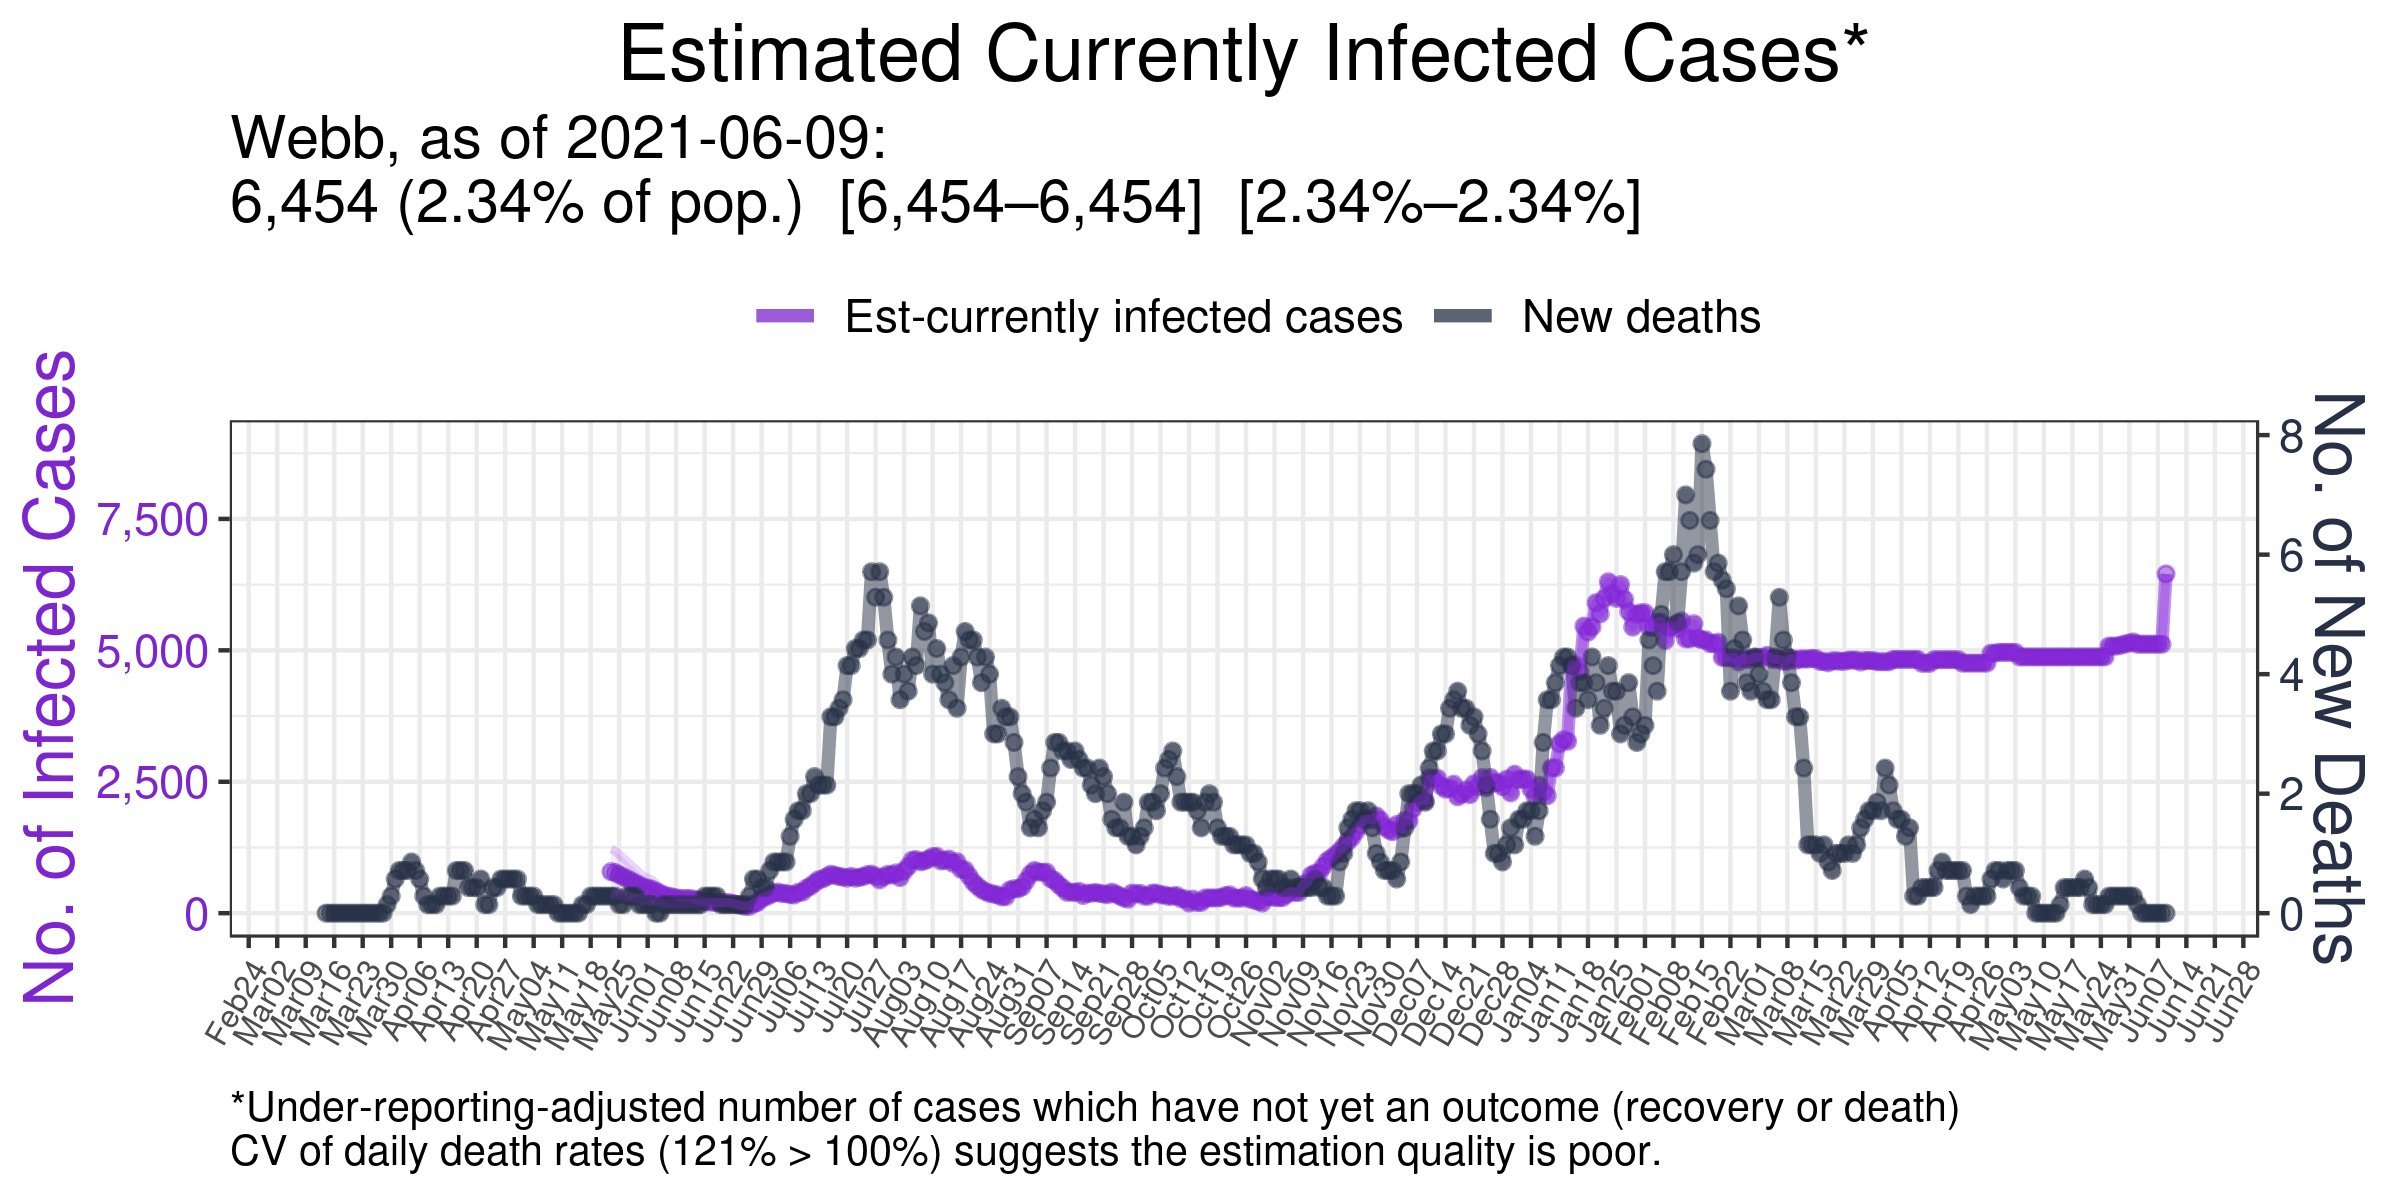 Estimated Currently Infected Cases*
Webb, as of 2021-06-09:
6,454 (2.34% of pop.)  [6,454–6,454]  [2.34%–2.34%]
Est-currently infected cases
New deaths
No. of Infected Cases
7,500
5,000
2,500
0
8
6
4
2
0
No. of New Deaths
Feb24
Mar02
Mar09
Mar16
Mar23
Mar30
Apr06
Apr13
Apr20
Apr27
May04
May11
May18
May25
Jun01
Jun08
Jun15
Jun22
Jun29
Jul06
Jul13
Jul20
Jul27
Aug03
Aug10
Aug17
Aug24
Aug31
Sep07
Sep14
Sep21
Sep28
Oct05
Oct12
Oct19
Oct26
Nov02
Nov09
Nov16
Nov23
Nov30
Dec07
Dec14
Dec21
Dec28
Jan04
Jan11
Jan18
Jan25
Feb01
Feb08
Feb15
Feb22
Mar01
Mar08
Mar15
Mar22
Mar29
Apr05
Apr12
Apr19
Apr26
May03
May10
May17
May24
May31
Jun07
Jun14
Jun21
Jun28
*Under-reporting-adjusted number of cases which have not yet an outcome (recovery or death)
CV of daily death rates (121% > 100%) suggests the estimation quality is poor.